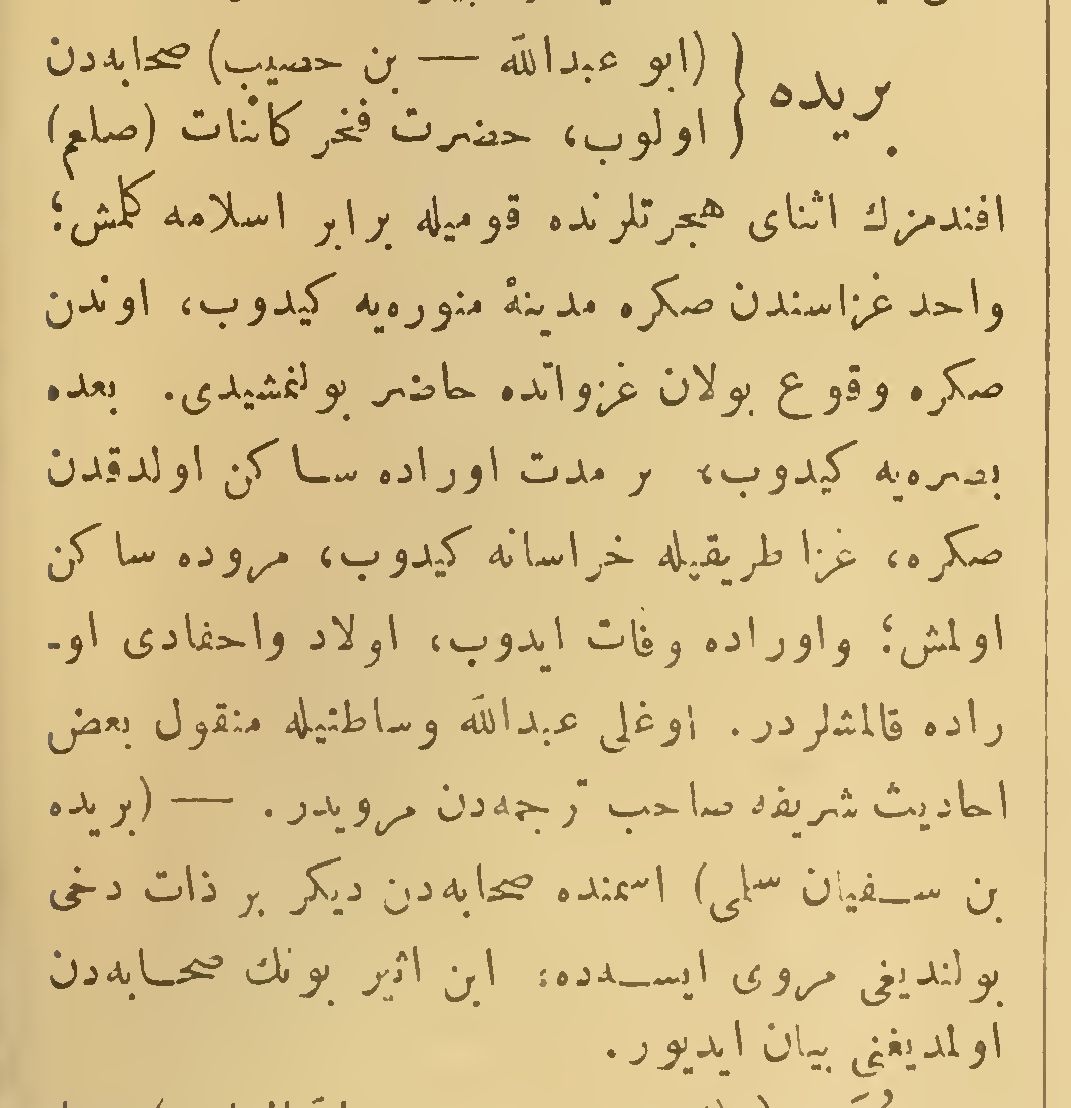 بریده { (ابو عبدالله — بن حصیب) صحابه‌دن
اولوب، حضرت فخر کائنات (صلعم)
افندمزك اثنای هجرتلرنده قومیله برابر اسلامه کلمش؛
واحد غزاسندن صکره مدینهٔ منوره‌یه کیدوب، اوندن
صکره وقوع بولان غزواتده حاضر بولنمشیدی. بعده
بصره‌یه کیدوب، بر مدت اوراده ساکن اولدقدن
صکره، غزا طریقیله خراسانه کیدوب، مروده ساکن
اولمش؛ واوراده وفات ایدوب، اولاد واحفادی او-
راده قالمشلردر. اوغلی عبدالله وساطتیله منقول بعض
احادیث شریفه صاحب ترجمه‌دن مرویدر. — (بریده
بن سفیان سلمی) اسمنده صحابه‌دن دیکر بر ذات دخی
بولندیغی مروی ایسه‌ده، ابن اثیر بونك صحابه‌دن
اولمدیغنی بیان ایدیور.